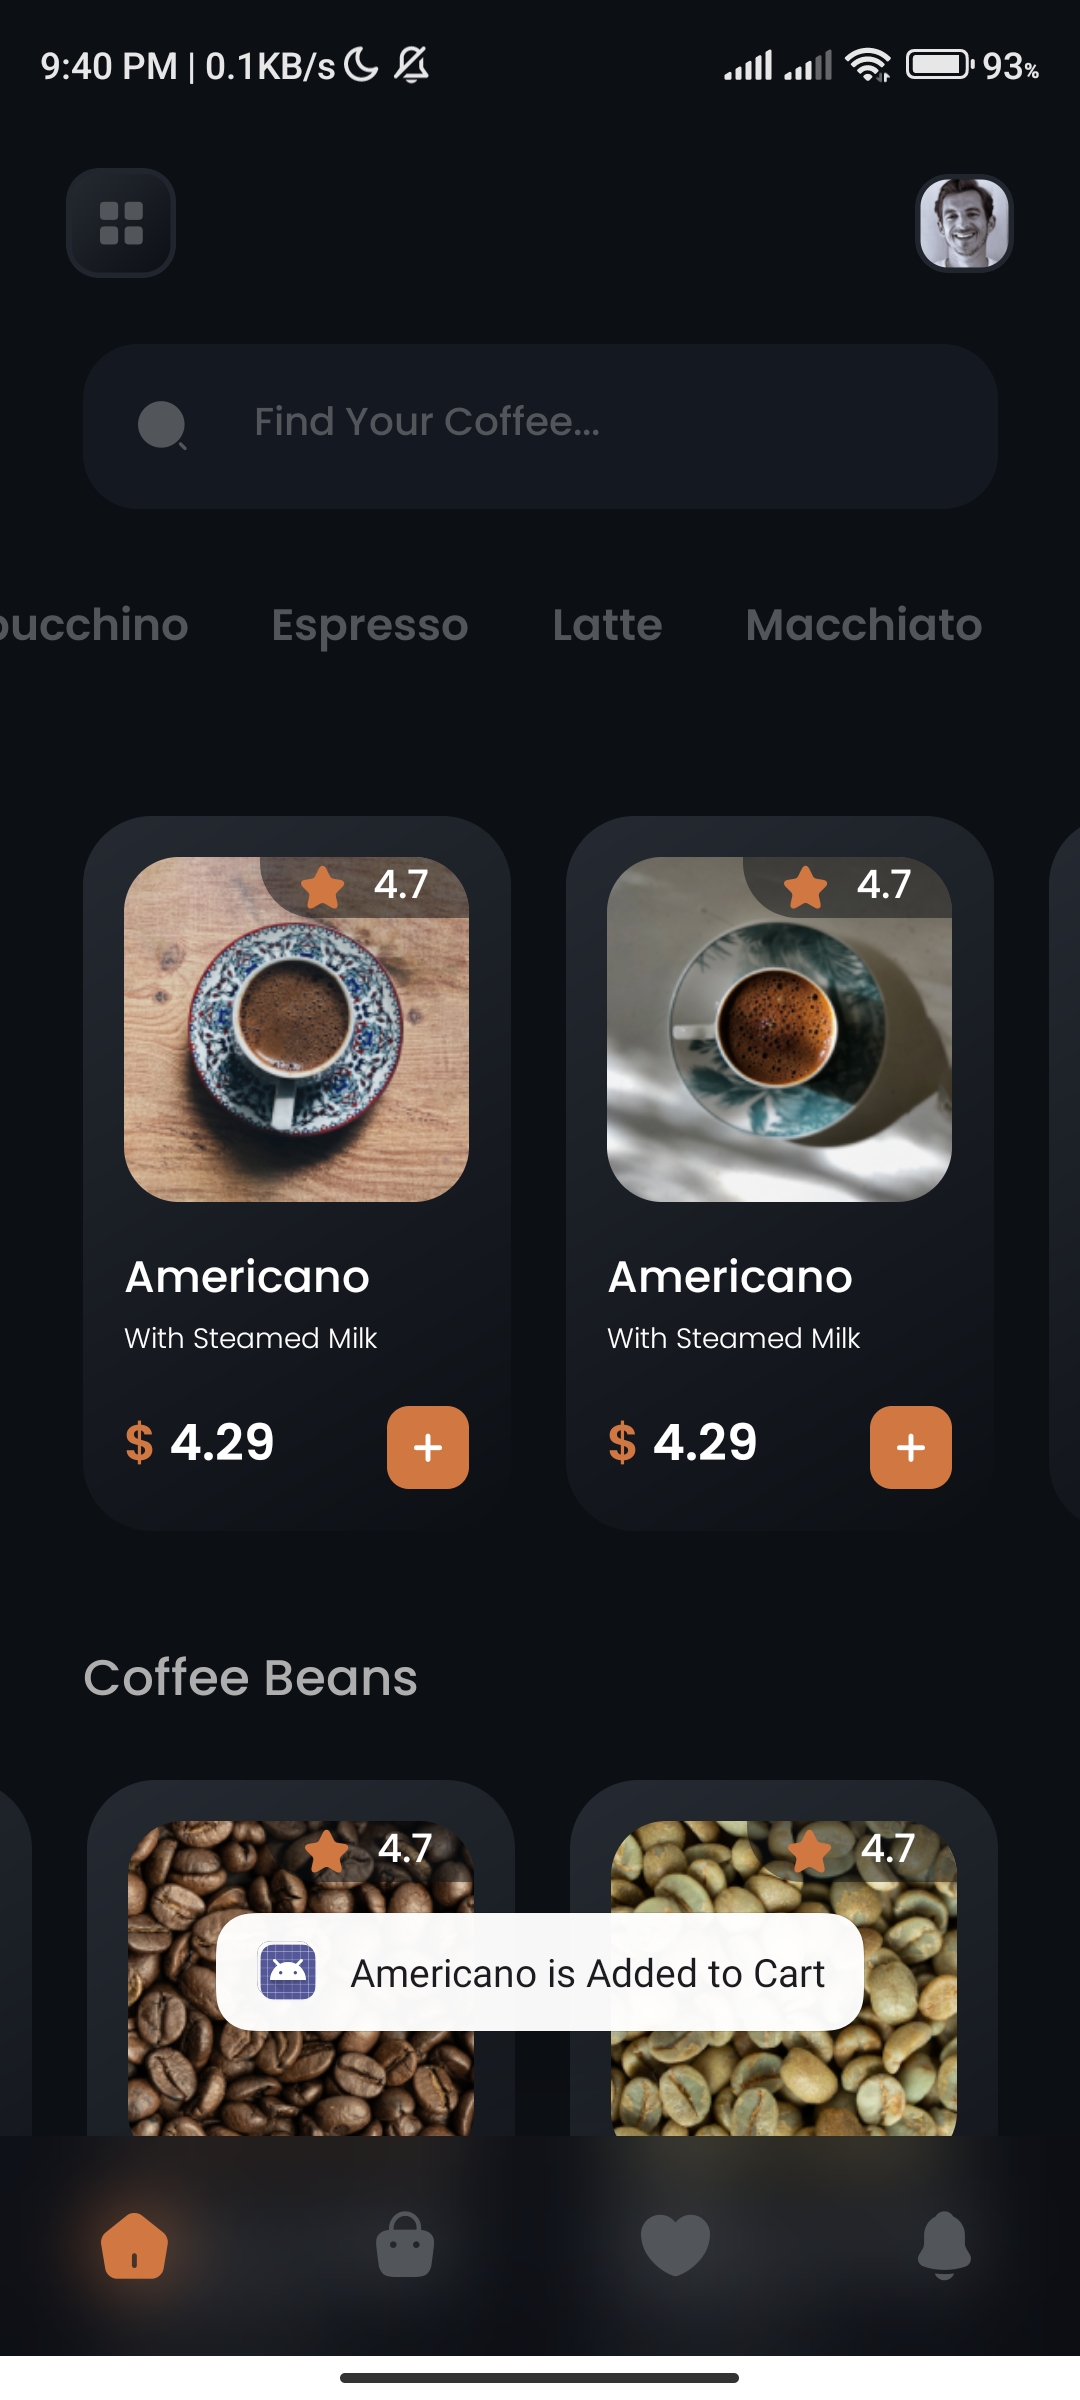 9:40 PM | 0.1KB/s 93%
Find Your Coffee...
pucchino Espresso Latte Macchiato
4.7 4.7
Americano Americano
With Steamed Milk With Steamed Milk
$ 4.29 $ 4.29
Coffee Beans
4.7 4.7
Americano is Added to Cart